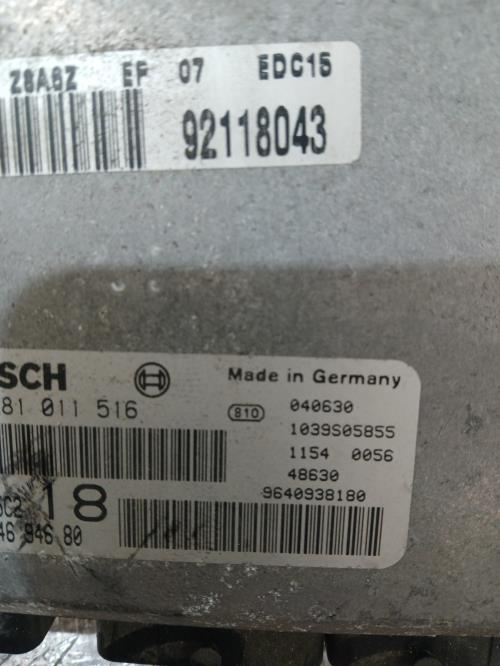 Z8A8Z EF 07 EDC15
92118043
SCH Made in Germany
81 011 516 810 040630
1039S05855
1154 0056
48630
18 9640938180
46 946 80